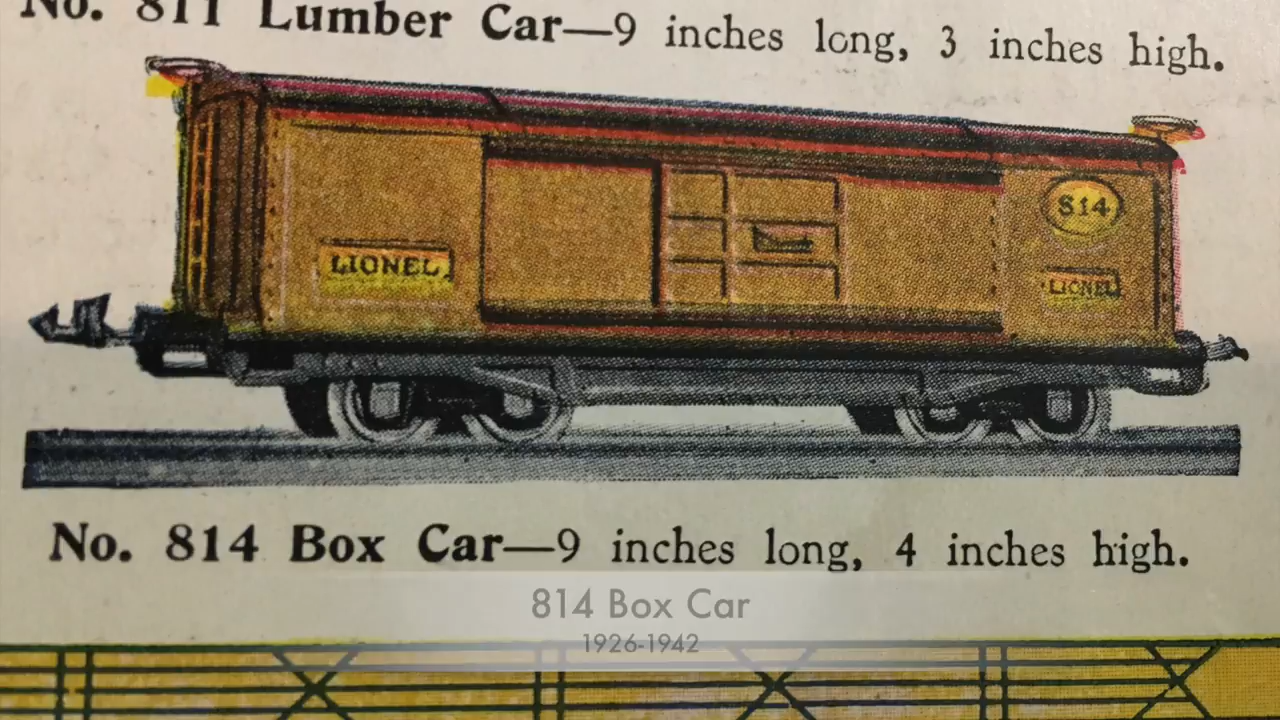 No. 811 Lumber Car—9 inches long, 3 inches high.
814
LIONEL
LIONEL
No. 814 Box Car—9 inches long, 4 inches high.
814 Box Car
1926-1942